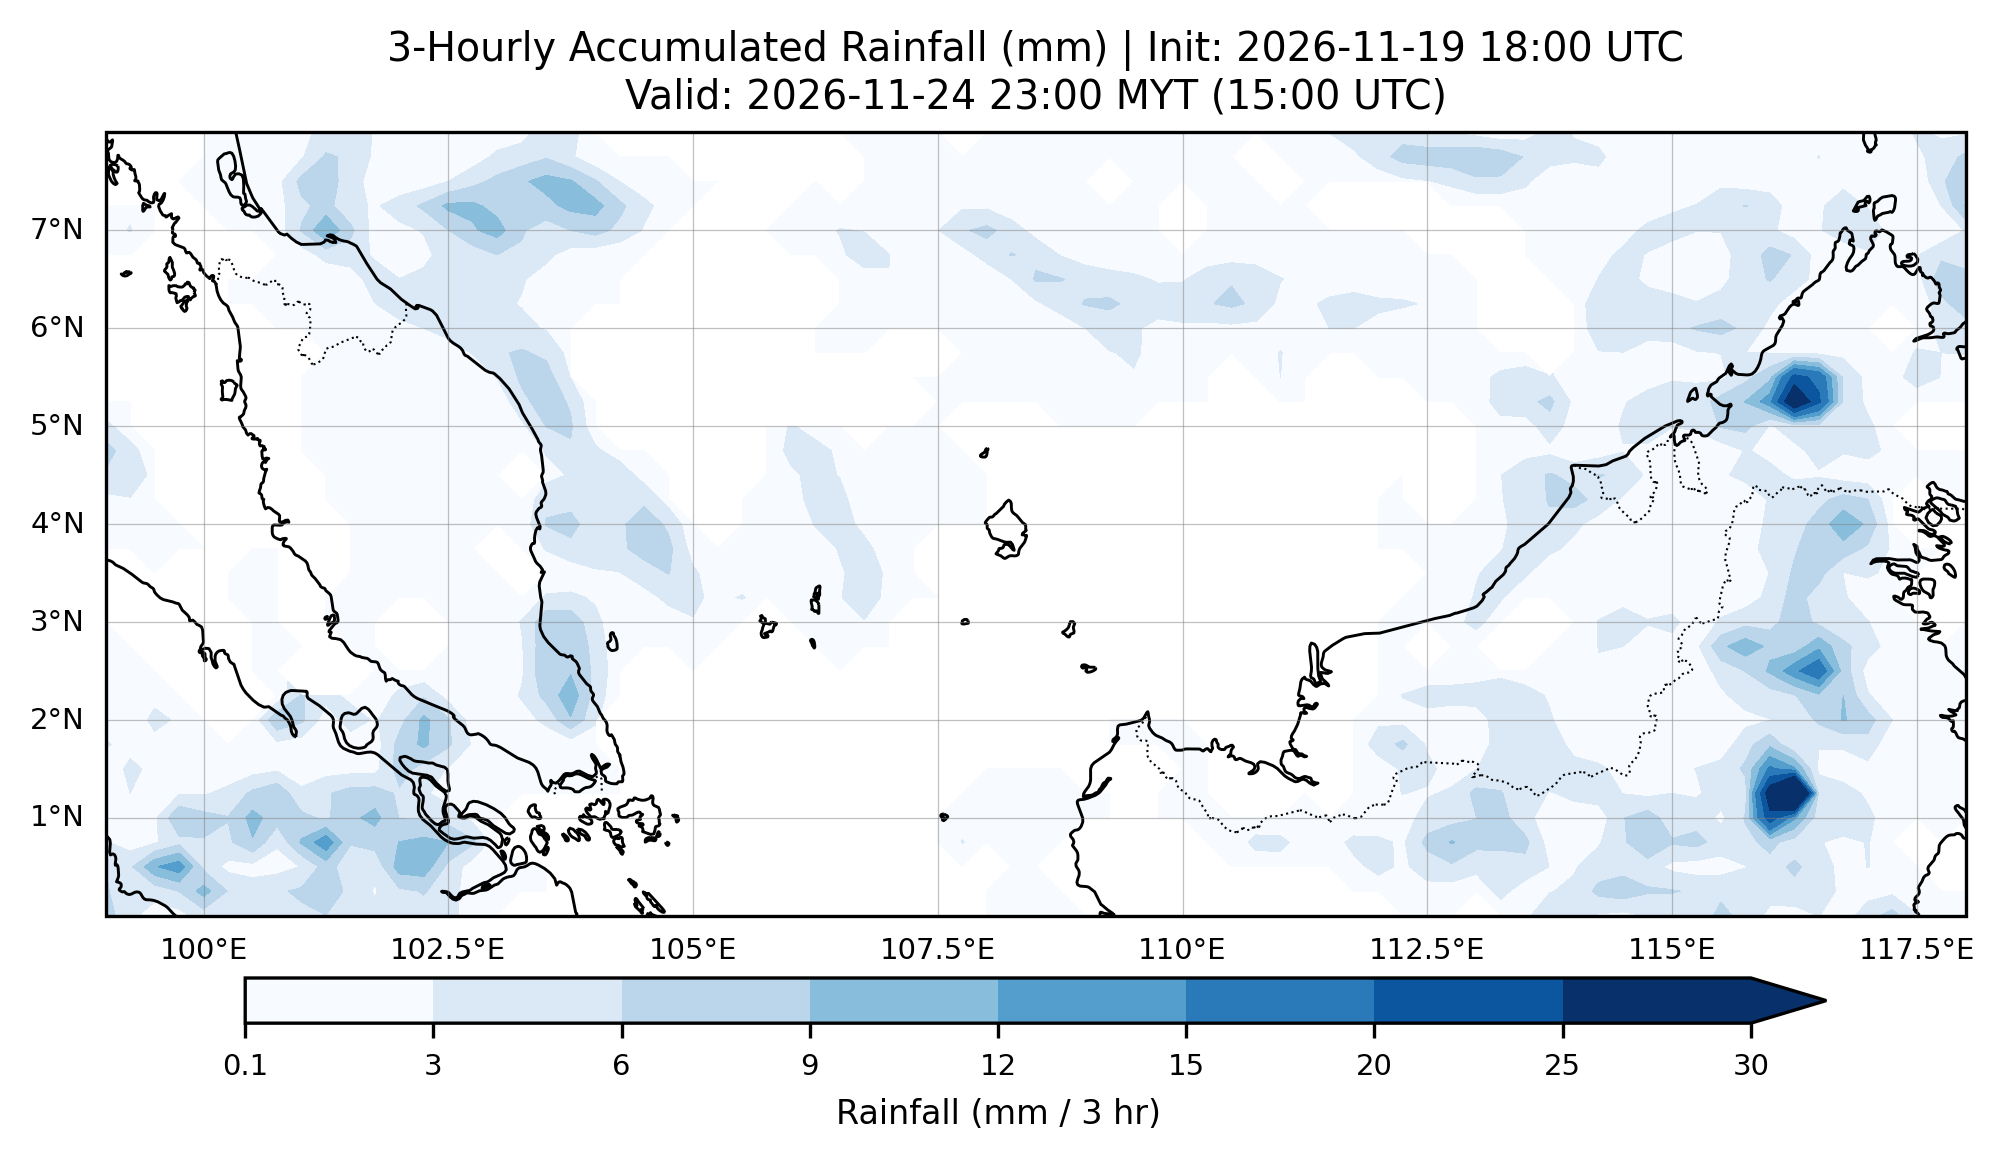 3-Hourly Accumulated Rainfall (mm) | Init: 2026-11-19 18:00 UTC
Valid: 2026-11-24 23:00 MYT (15:00 UTC)
7°N
6°N
5°N
4°N
3°N
2°N
1°N
100°E 102.5°E 105°E 107.5°E 110°E 112.5°E 115°E 117.5°E
0.1 3 6 9 12 15 20 25 30
Rainfall (mm / 3 hr)